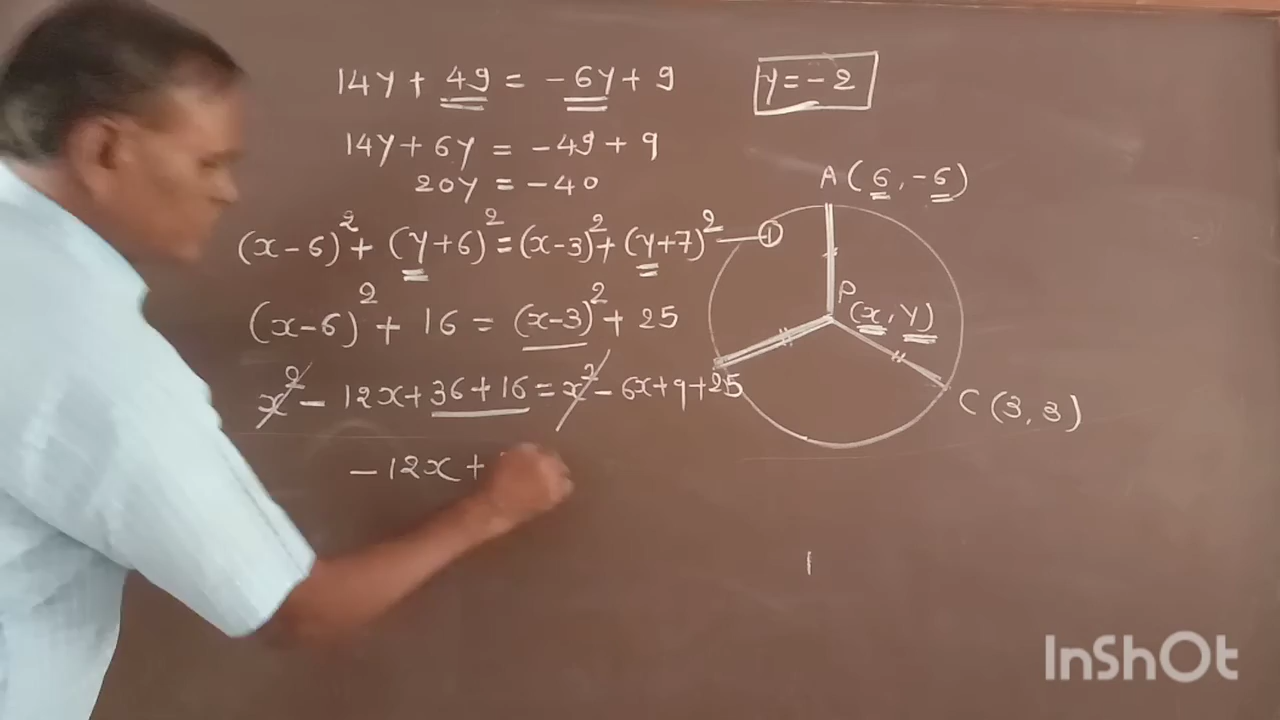 14y + 49 = -6y + 9
y = -2
14y + 6y = -49 + 9
20y = -40
A (6, -6)
(x-6)² + (y+6)² = (x-3)² + (y+7)² — ①
P
(x, y)
(x-6)² + 16 = (x-3)² + 25
x² - 12x + 36 + 16 = x² - 6x + 9 + 25
C (3, 3)
-12x +
InShOt